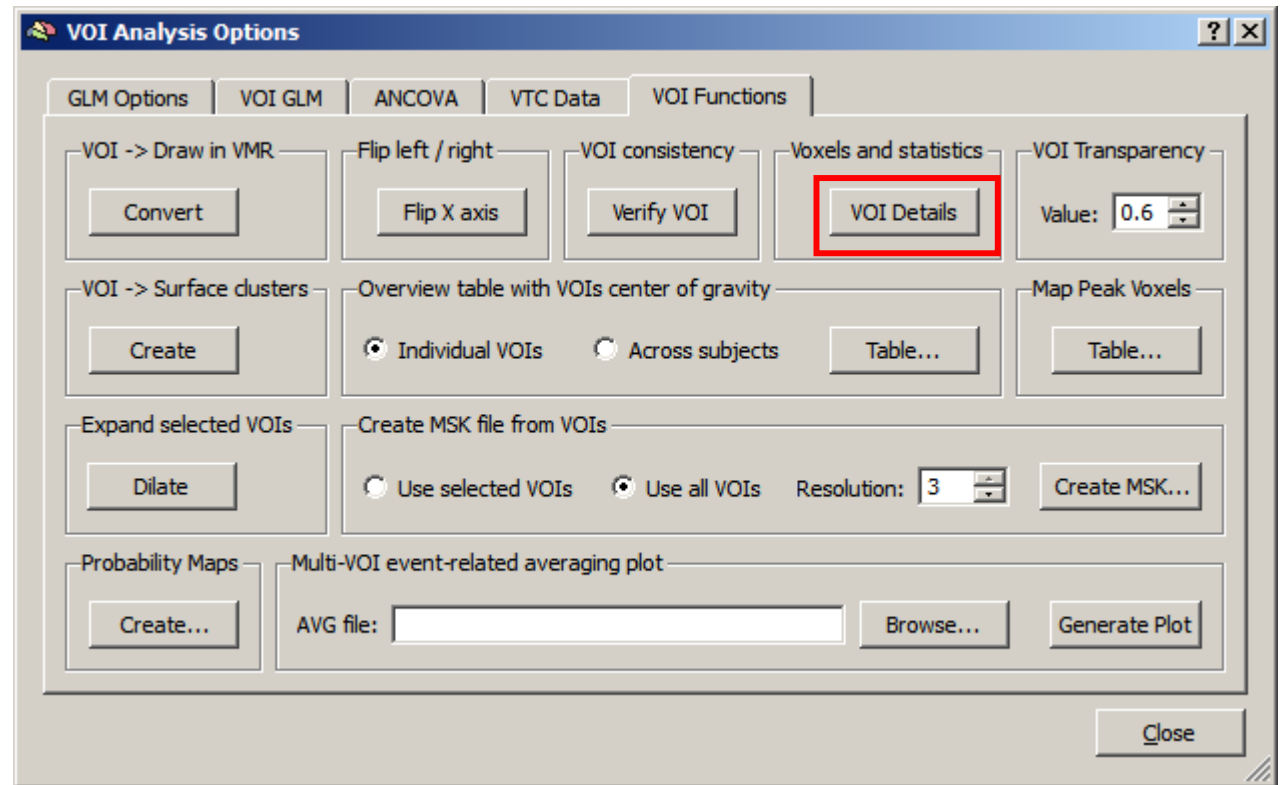 VOI Analysis Options
?
GLM Options VOI GLM ANCOVA VTC Data VOI Functions
VOI -> Draw in VMR Flip left / right VOI consistency Voxels and statistics VOI Transparency
Convert Flip X axis Verify VOI VOI Details Value: 0.6
VOI -> Surface clusters Overview table with VOIs center of gravity Map Peak Voxels
Create Individual VOIs Across subjects Table... Table...
Expand selected VOIs Create MSK file from VOIs
Dilate Use selected VOIs Use all VOIs Resolution: 3 Create MSK...
Probability Maps Multi-VOI event-related averaging plot
Create... AVG file: Browse... Generate Plot
Close